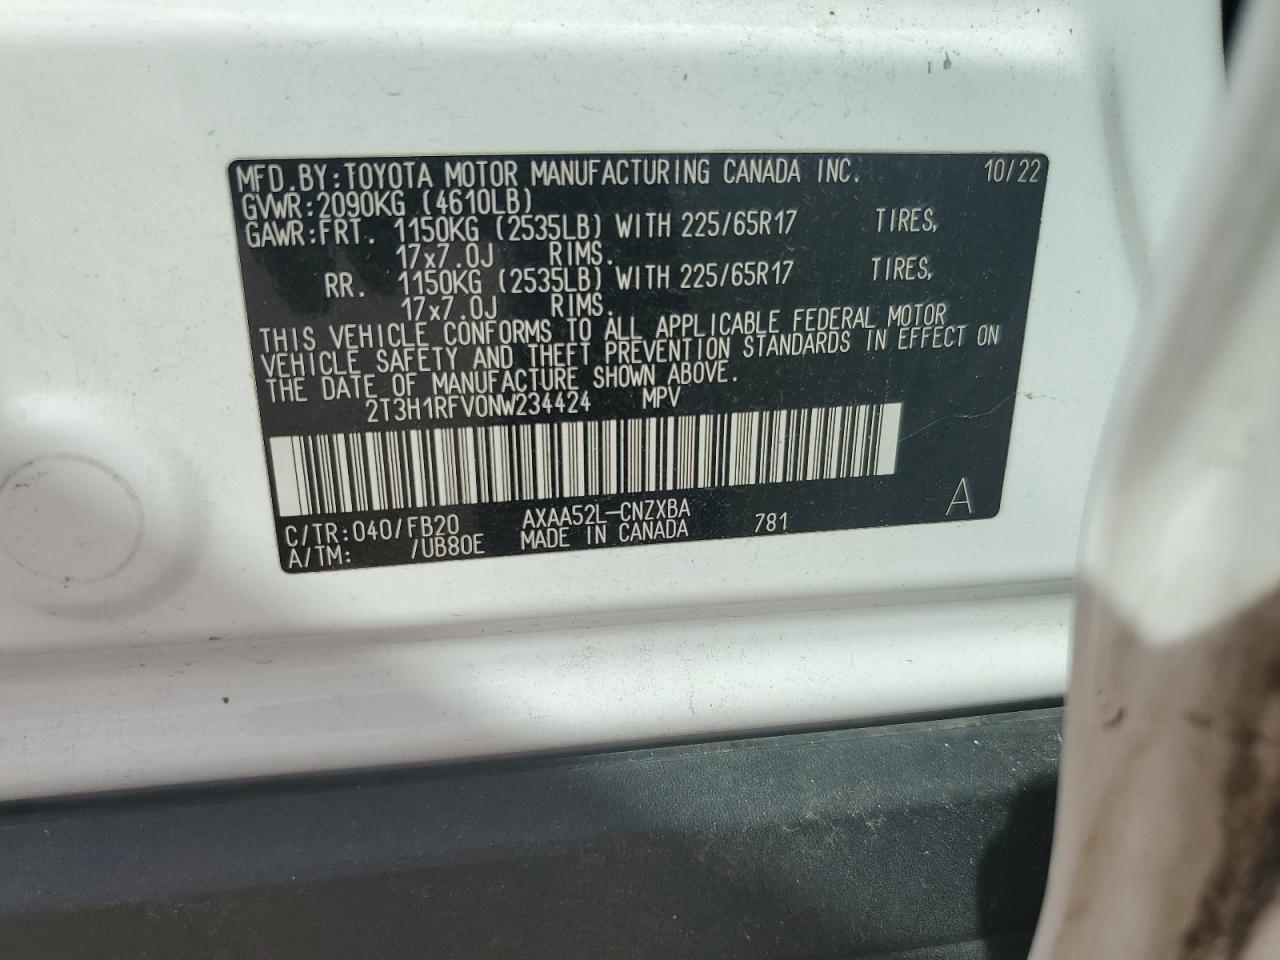 MFD.BY:TOYOTA MOTOR MANUFACTURING CANADA INC. 10/22
GVWR:2090KG (4610LB)
GAWR:FRT. 1150KG (2535LB) WITH 225/65R17 TIRES,
17x7.0J RIMS.
RR. 1150KG (2535LB) WITH 225/65R17 TIRES,
17x7.0J RIMS.
THIS VEHICLE CONFORMS TO ALL APPLICABLE FEDERAL MOTOR
VEHICLE SAFETY AND THEFT PREVENTION STANDARDS IN EFFECT ON
THE DATE OF MANUFACTURE SHOWN ABOVE.
2T3H1RFV0NW234424 MPV
C/TR:040/FB20 AXAA52L-CNZXBA 781 A
A/TM: /UB80E MADE IN CANADA